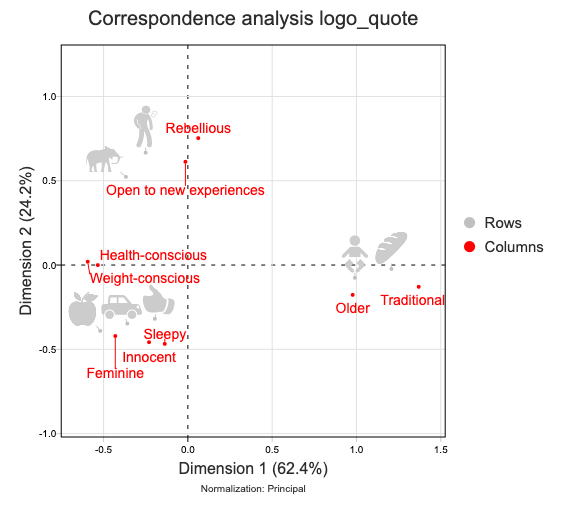 Correspondence analysis logo_quote
Dimension 2 (24.2%)
1.0
0.5
0.0
-0.5
-1.0
Rebellious
Open to new experiences
Health-conscious
Weight-conscious
Older
Traditional
Sleepy
Innocent
Feminine
-0.5
0.0
0.5
1.0
1.5
Dimension 1 (62.4%)
Normalization: Principal
Rows
Columns